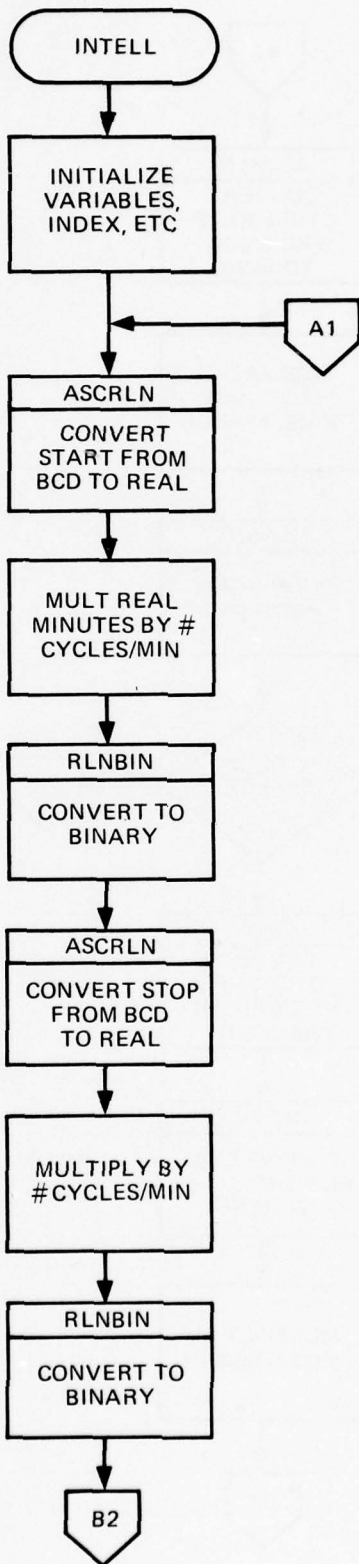 INTELL
INITIALIZE
VARIABLES,
INDEX, ETC
A1
ASCRLN
CONVERT
START FROM
BCD TO REAL
MULT REAL
MINUTES BY #
CYCLES/MIN
RLNBIN
CONVERT TO
BINARY
ASCRLN
CONVERT STOP
FROM BCD
TO REAL
MULTIPLY BY
#CYCLES/MIN
RLNBIN
CONVERT TO
BINARY
B2